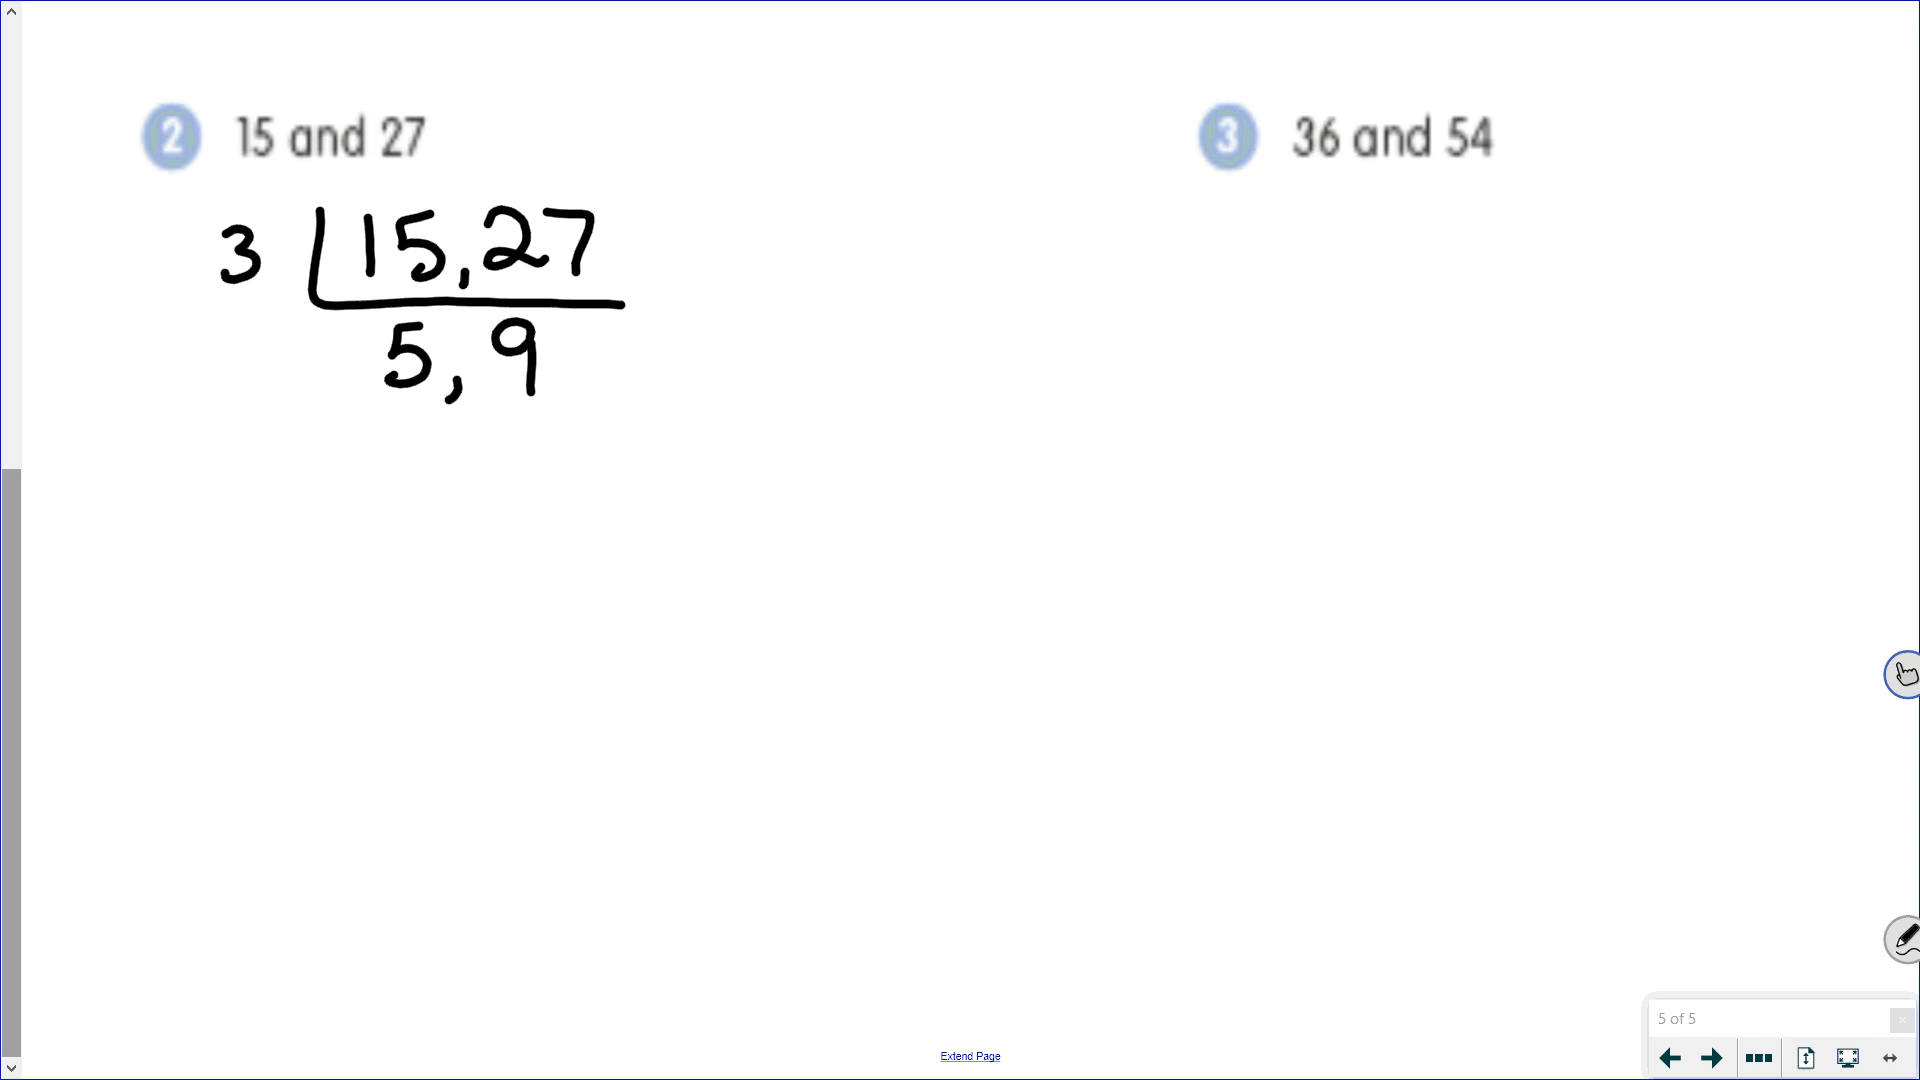 2 15 and 27
3 36 and 54
3 15,27
5,9
Extend Page
5 of 5